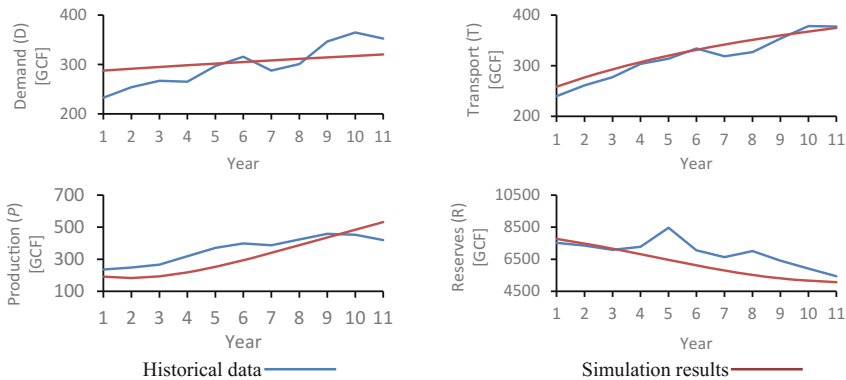 Demand (D)
[GCF]
400
300
200
1 2 3 4 5 6 7 8 9 10 11
Year
Transport (T)
[GCF]
400
300
200
1 2 3 4 5 6 7 8 9 10 11
Year
Production (P)
[GCF]
700
500
300
100
1 2 3 4 5 6 7 8 9 10 11
Year
Reserves (R)
[GCF]
10500
8500
6500
4500
1 2 3 4 5 6 7 8 9 10 11
Year
Historical data
Simulation results